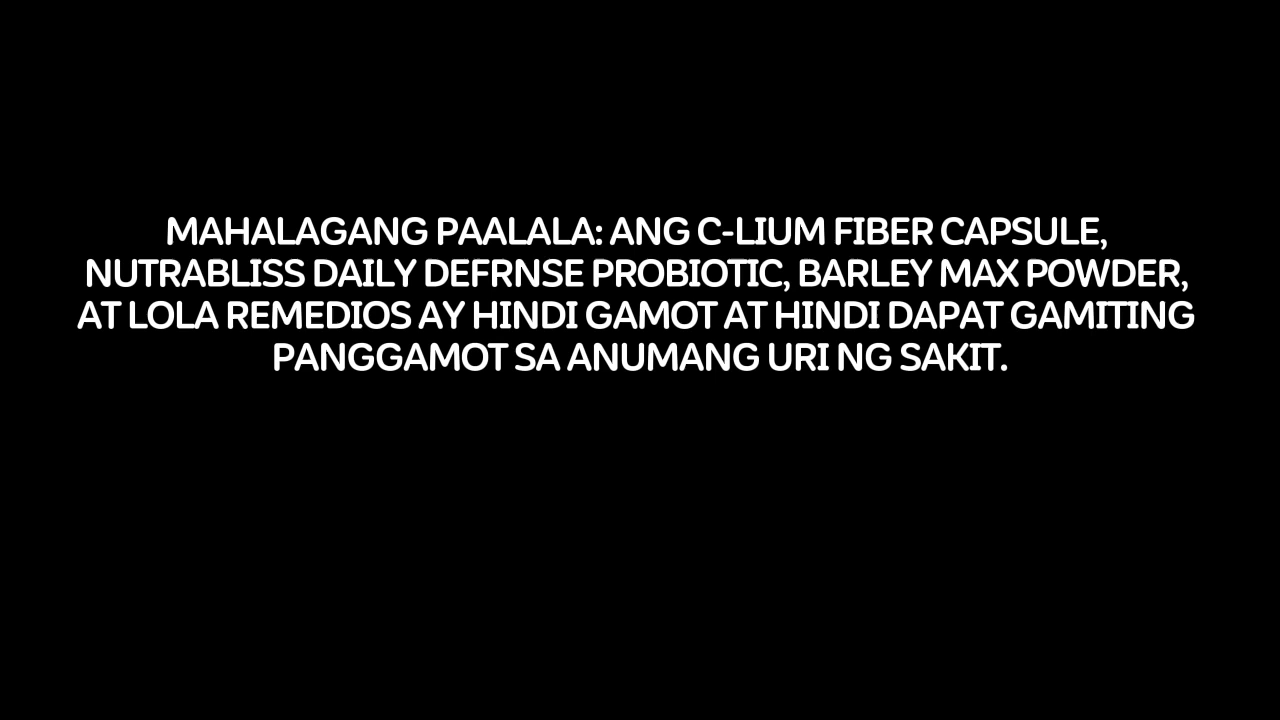 MAHALAGANG PAALALA: ANG C-LIUM FIBER CAPSULE,
NUTRABLISS DAILY DEFRNSE PROBIOTIC, BARLEY MAX POWDER,
AT LOLA REMEDIOS AY HINDI GAMOT AT HINDI DAPAT GAMITING
PANGGAMOT SA ANUMANG URI NG SAKIT.